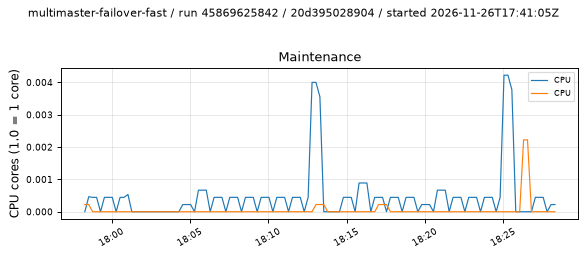 multimaster-failover-fast / run 45869625842 / 20d395028904 / started 2026-11-26T17:41:05Z
Maintenance
CPU cores (1.0 = 1 core)
0.004
0.003
0.002
0.001
0.000
CPU
CPU
18:00
18:05
18:10
18:15
18:20
18:25